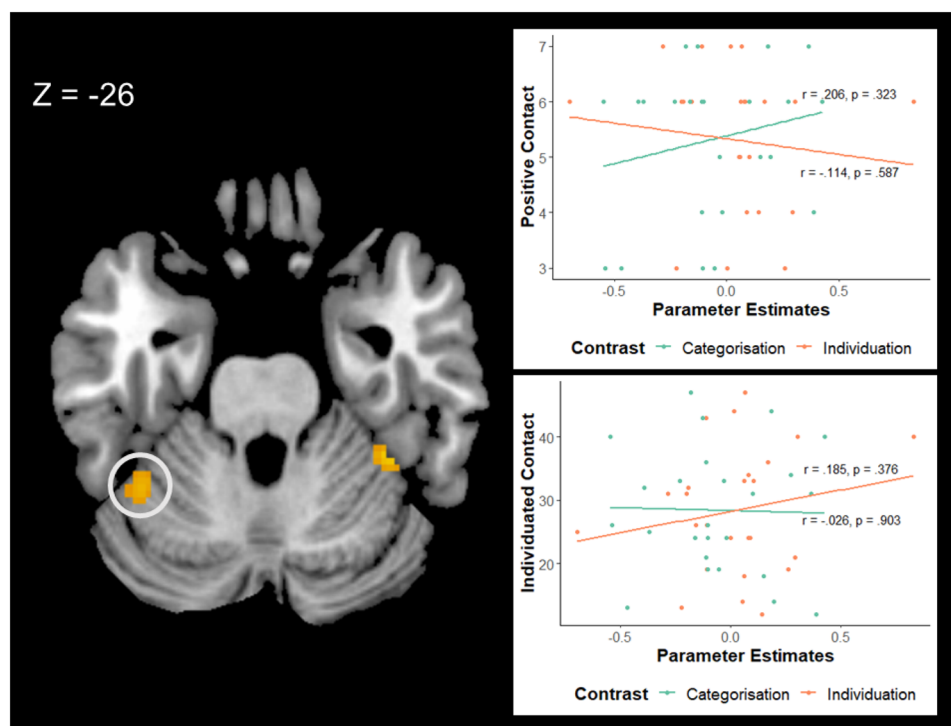 Z = -26
Positive Contact
7
6
5
4
3
r = .206, p = .323
r = -.114, p = .587
-0.5 0.0 0.5
Parameter Estimates
Contrast Categorisation Individuation
Individuated Contact
40
30
20
r = .185, p = .376
r = -.026, p = .903
-0.5 0.0 0.5
Parameter Estimates
Contrast Categorisation Individuation